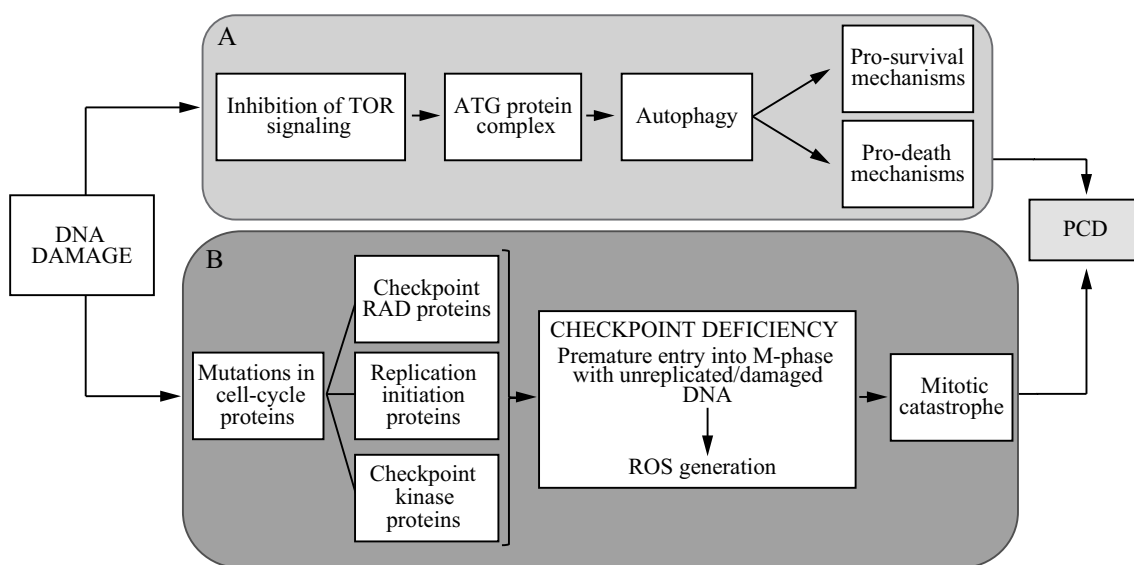 A
Inhibition of TOR
signaling
ATG protein
complex
Autophagy
Pro-survival
mechanisms
Pro-death
mechanisms
DNA
DAMAGE
PCD
B
Mutations in
cell-cycle
proteins
Checkpoint
RAD proteins
Replication
initiation
proteins
Checkpoint
kinase
proteins
CHECKPOINT DEFICIENCY
Premature entry into M-phase
with unreplicated/damaged
DNA
ROS generation
Mitotic
catastrophe